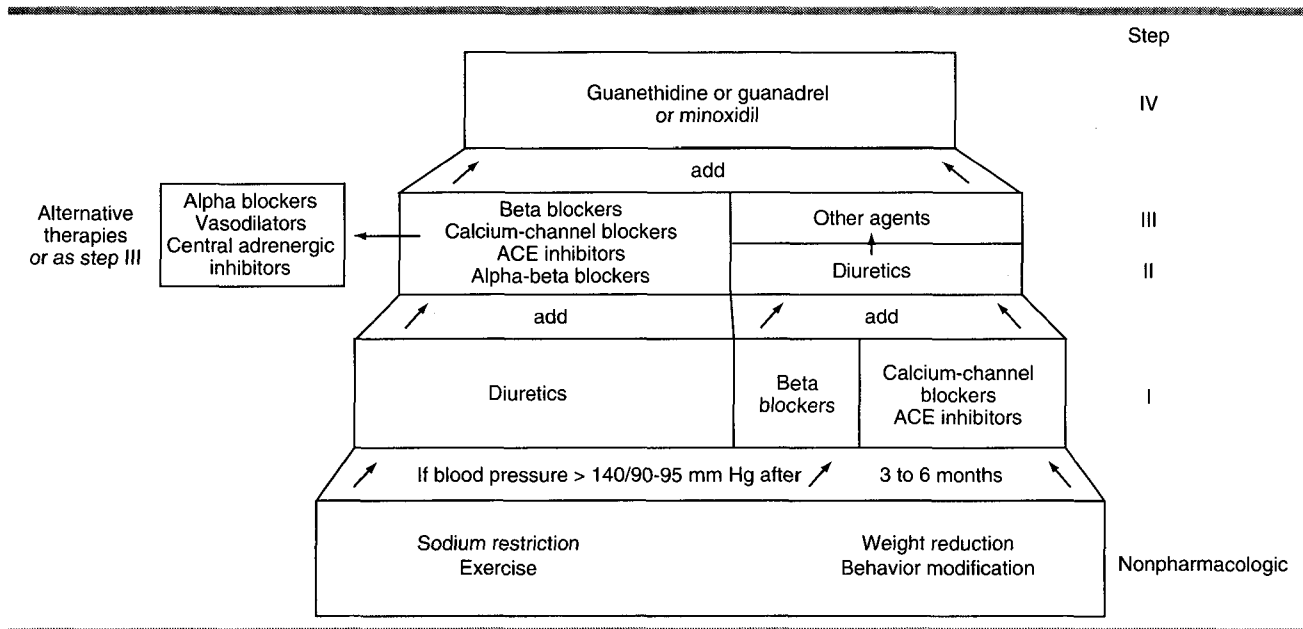 Step
Guanethidine or guanadrel
or minoxidil
IV
add
Alternative
therapies
or as step III
Alpha blockers
Vasodilators
Central adrenergic
inhibitors
Beta blockers
Calcium-channel blockers
ACE inhibitors
Alpha-beta blockers
Other agents
III
Diuretics
II
add
add
Diuretics
Beta
blockers
Calcium-channel
blockers
ACE inhibitors
I
If blood pressure > 140/90-95 mm Hg after
3 to 6 months
Sodium restriction
Exercise
Weight reduction
Behavior modification
Nonpharmacologic